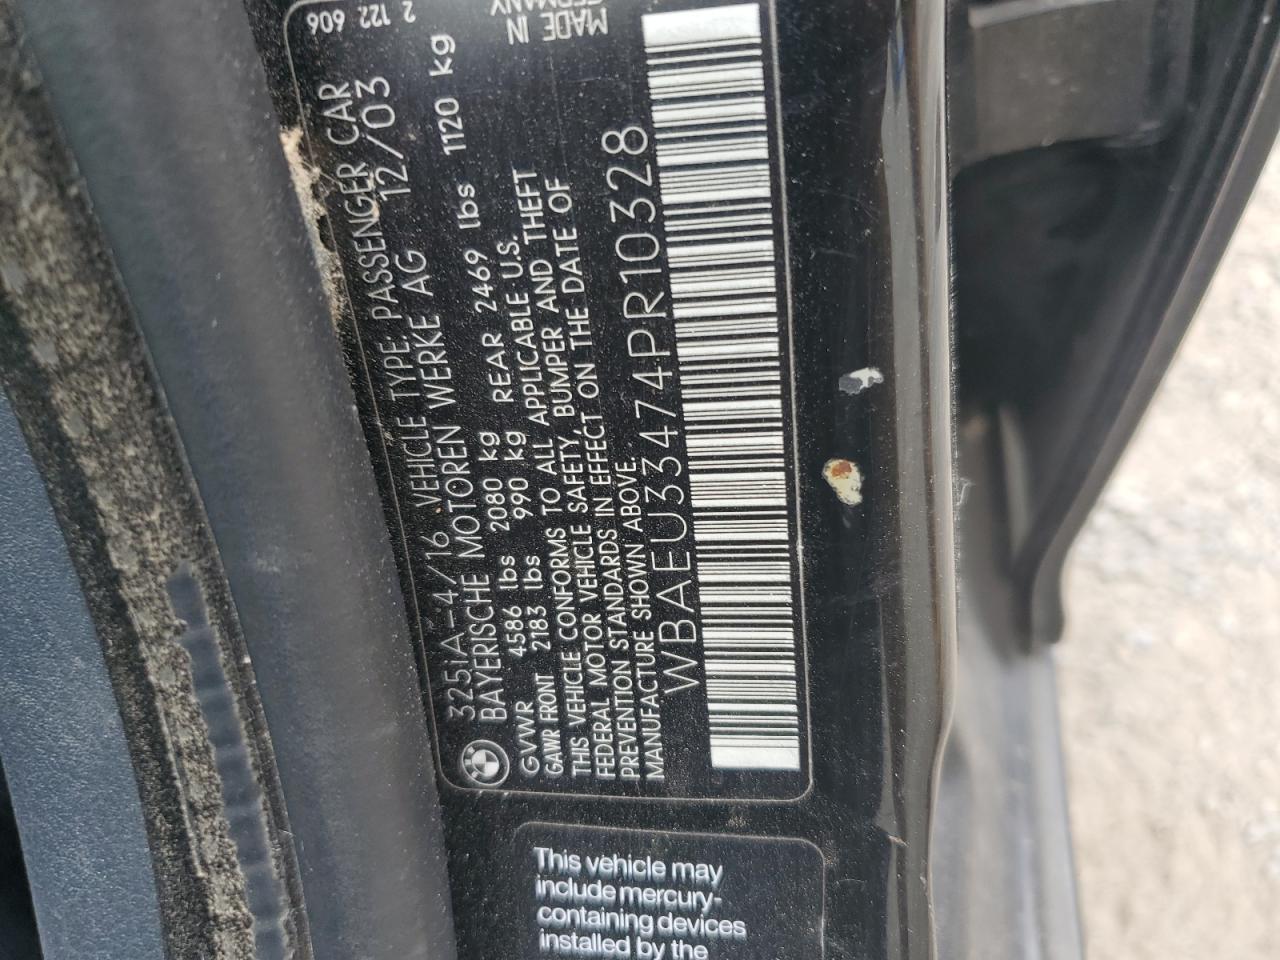 2 122 606
MADE IN
GERMANY
325iA-4/16 VEHICLE TYPE: PASSENGER CAR
BAYERISCHE MOTOREN WERKE AG 12/03
GVWR 4586 lbs 2080 kg REAR 2469 lbs 1120 kg
GAWR FRONT 2183 lbs 990 kg
THIS VEHICLE CONFORMS TO ALL APPLICABLE U.S.
FEDERAL MOTOR VEHICLE SAFETY, BUMPER AND THEFT
PREVENTION STANDARDS IN EFFECT ON THE DATE OF
MANUFACTURE SHOWN ABOVE.
WBAEU33474PR10328
This vehicle may
include mercury-
containing devices
installed by the